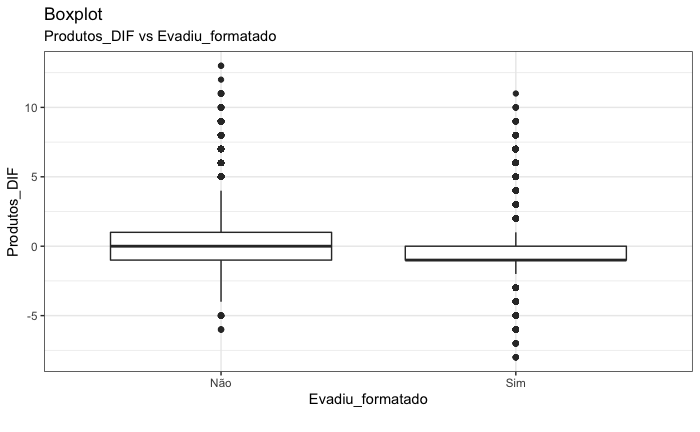 Boxplot
Produtos_DIF vs Evadiu_formatado
Produtos_DIF
10
5
0
-5
Não
Sim
Evadiu_formatado